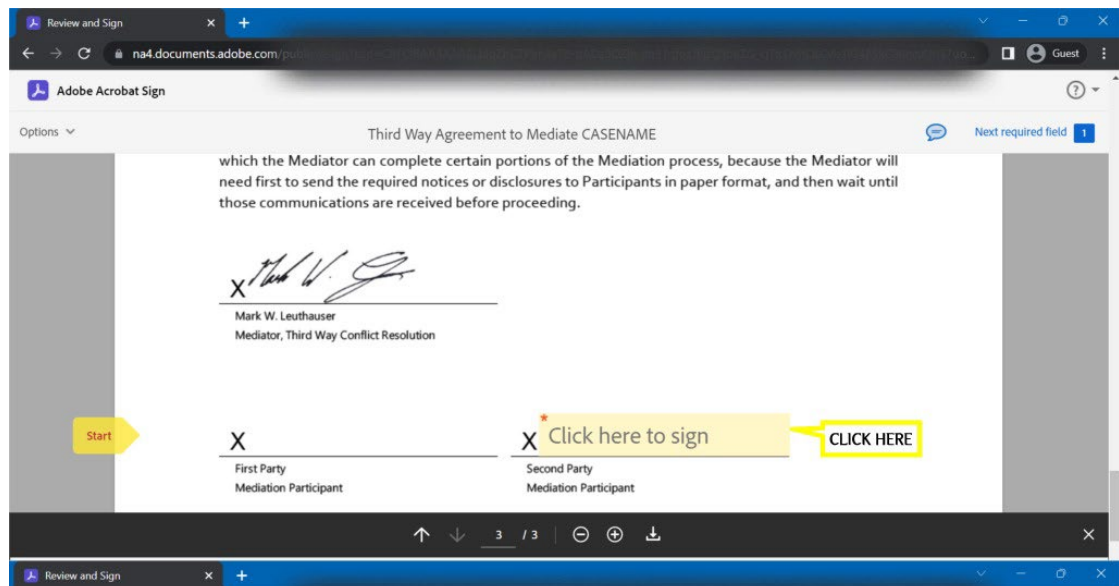 Review and Sign
na4.documents.adobe.com
Guest
Adobe Acrobat Sign
Options
Third Way Agreement to Mediate CASENAME
Next required field 1
which the Mediator can complete certain portions of the Mediation process, because the Mediator will
need first to send the required notices or disclosures to Participants in paper format, and then wait until
those communications are received before proceeding.
X
Mark W. Leuthauser
Mediator, Third Way Conflict Resolution
Start
X
X * Click here to sign
CLICK HERE
First Party
Second Party
Mediation Participant
Mediation Participant
3 / 3
Review and Sign